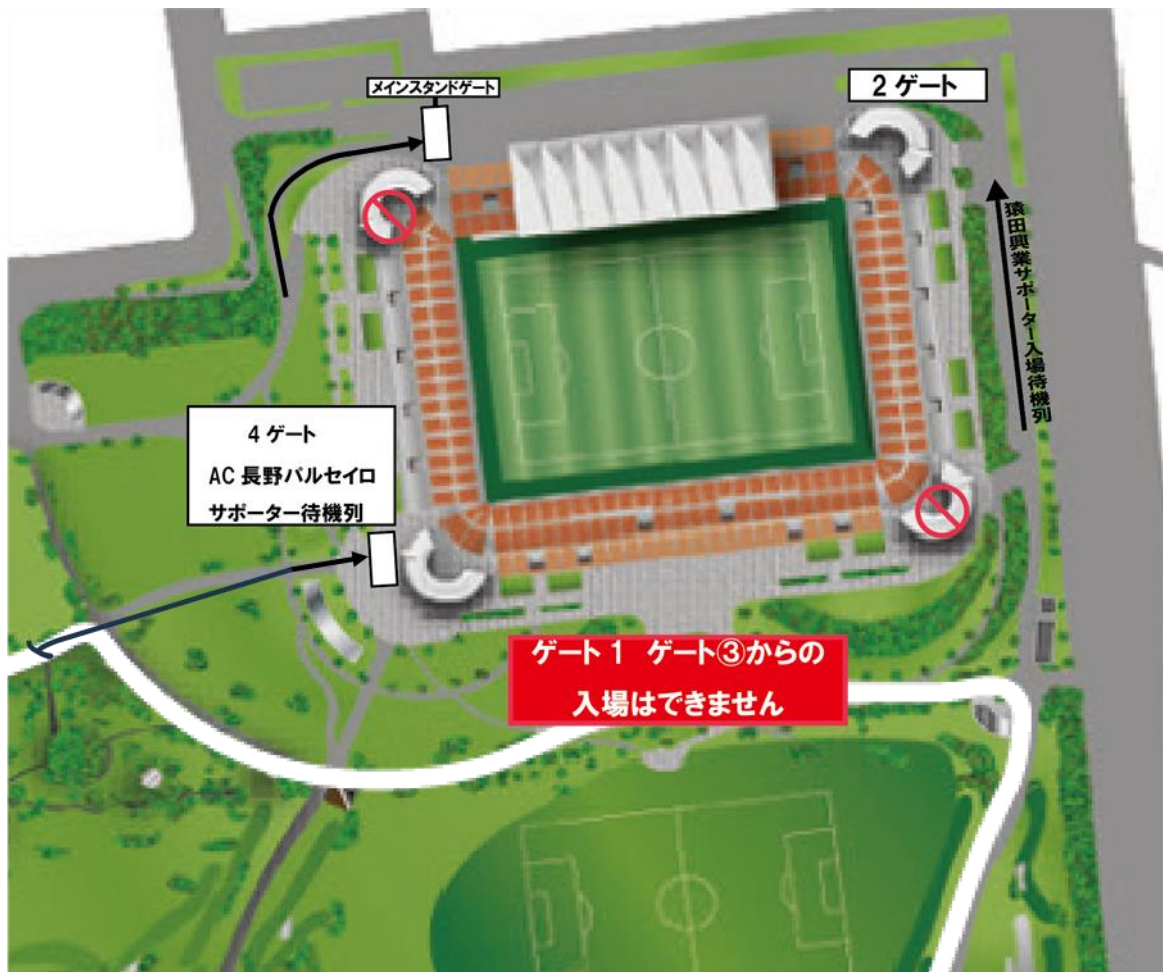 メインスタンドゲート
2 ゲート
猿田興業サポーター入場待機列
4 ゲート
AC 長野パルセイロ
サポーター待機列
ゲート 1 ゲート③からの
入場はできません